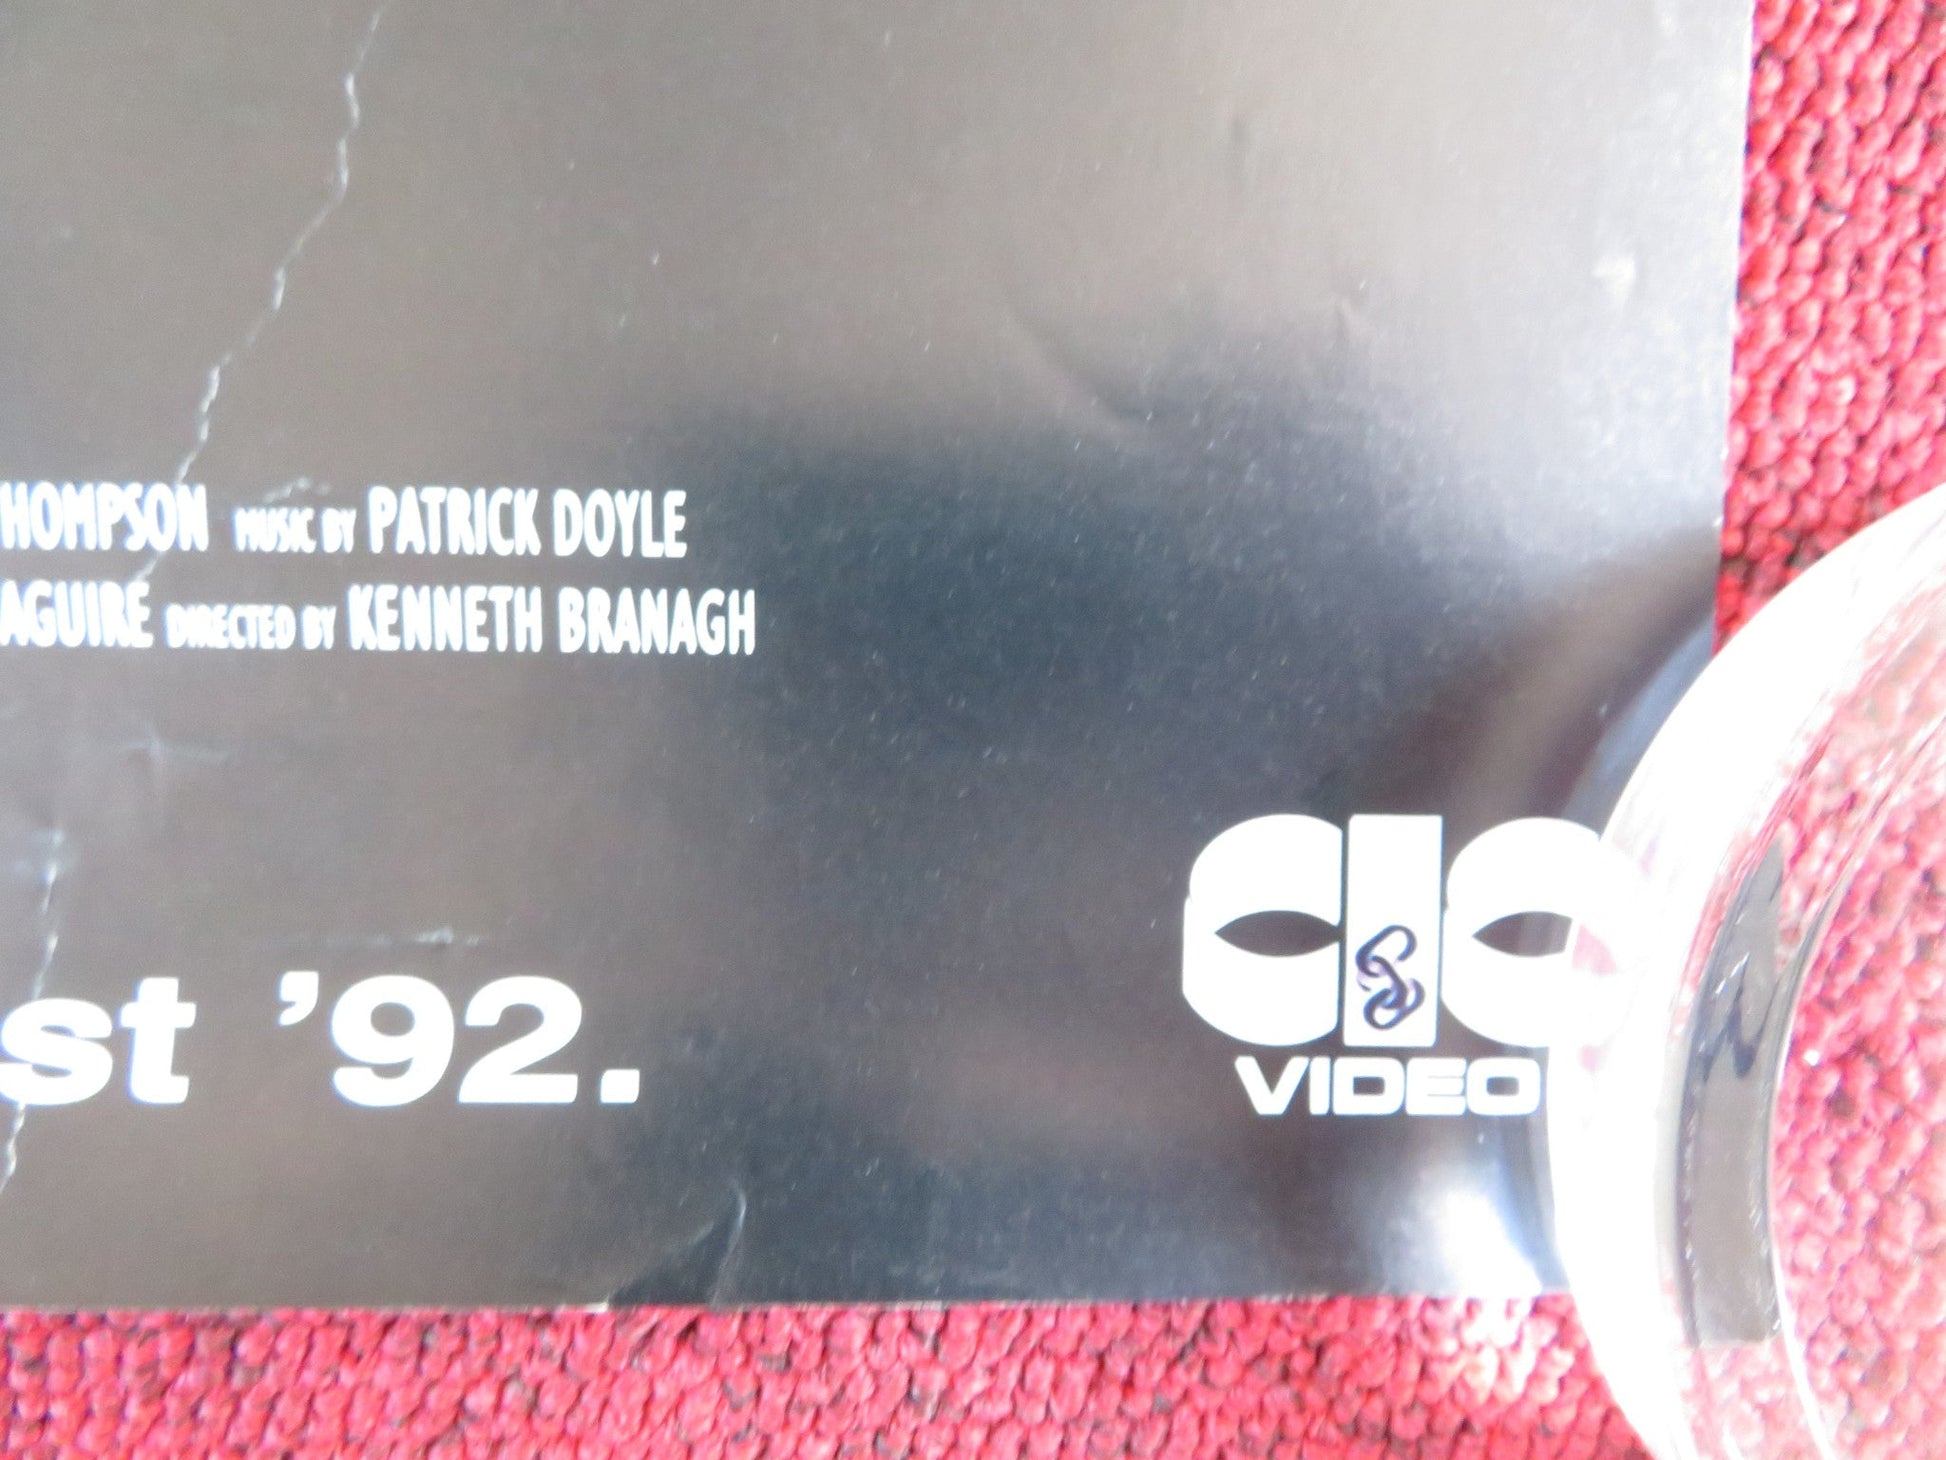 HOMPSON MUSIC BY PATRICK DOYLE
AGUIRE DIRECTED BY KENNETH BRANAGH
st '92.
CIC
VIDEO